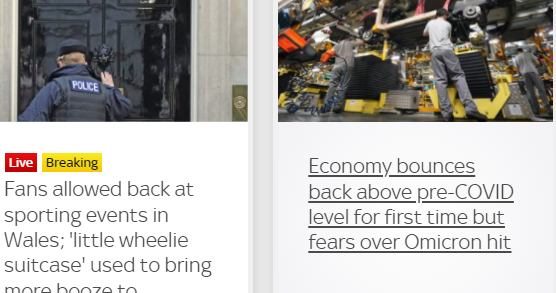 POLICE
Live Breaking
Fans allowed back at
sporting events in
Wales; 'little wheelie
suitcase' used to bring
more booze to
Economy bounces
back above pre-COVID
level for first time but
fears over Omicron hit